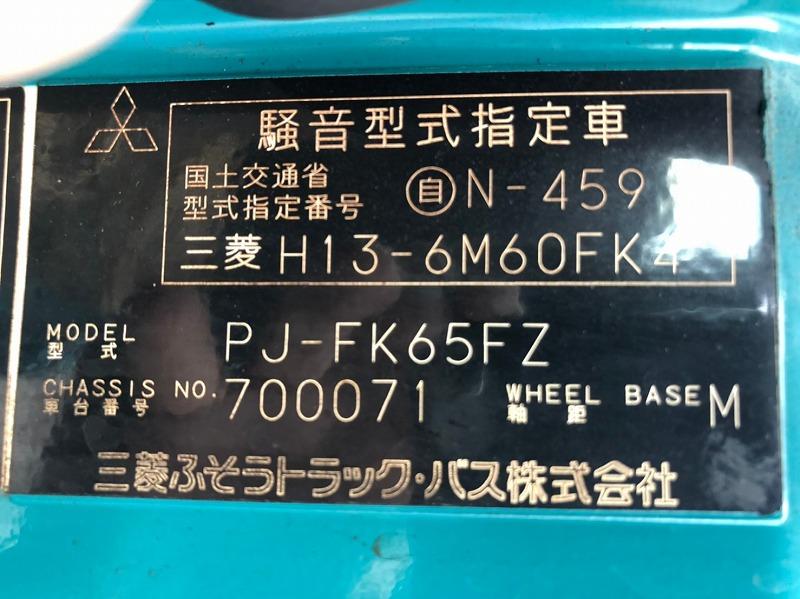 騒音型式指定車
国土交通省
型式指定番号
自 N-459
三菱 H13-6M60FK4
MODEL PJ-FK65FZ
型式
CHASSIS NO. 700071 WHEEL BASE M
車台番号 軸距
三菱ふそうトラック・バス株式会社